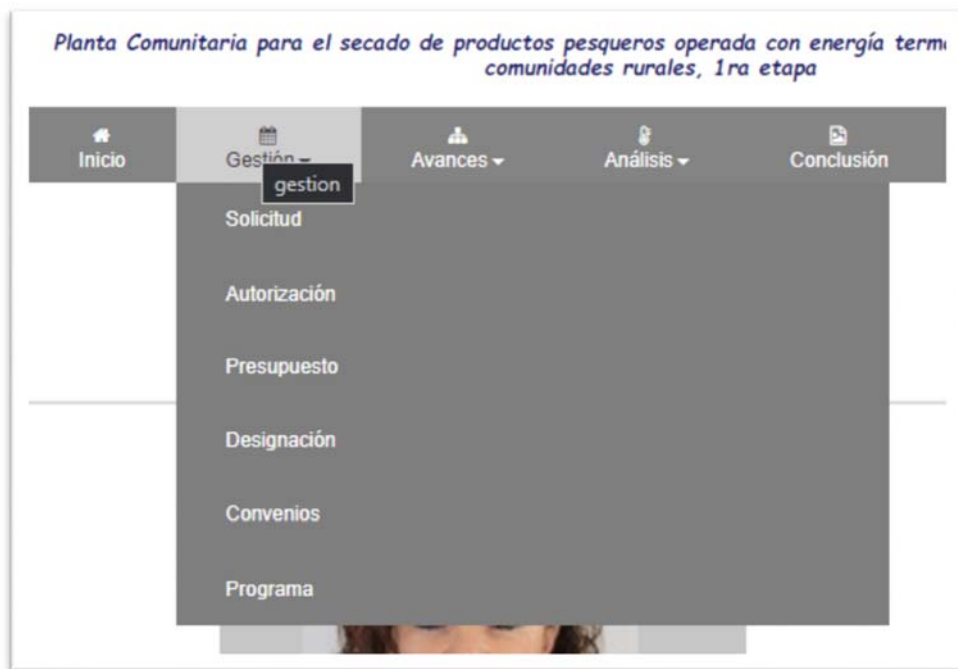 Planta Comunitaria para el secado de productos pesqueros operada con energía
comunidades rurales, 1ra etapa
Inicio Gestión Avances Análisis Conclusión
gestion
Solicitud
Autorización
Presupuesto
Designación
Convenios
Programa